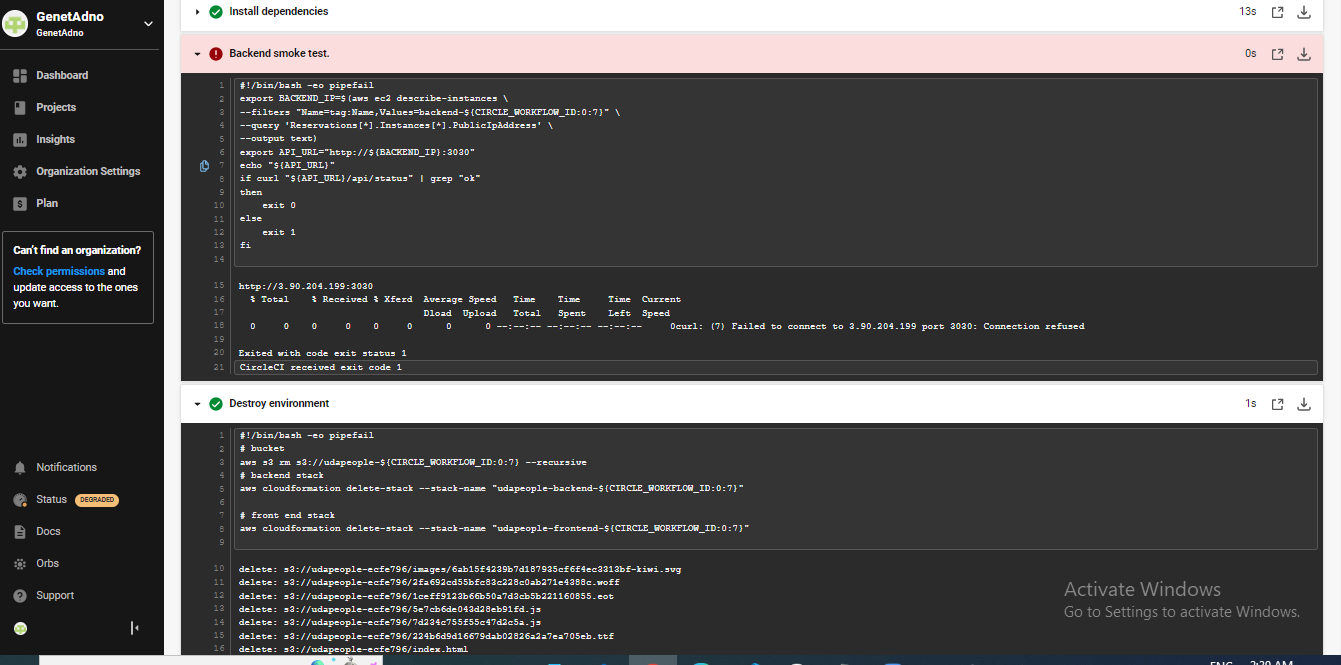 GenetAdno
GenetAdno
Dashboard
Projects
Insights
Organization Settings
Plan
Can't find an organization?
Check permissions and
update access to the ones
you want.
Notifications
Status DEGRADED
Docs
Orbs
Support
Install dependencies 13s
Backend smoke test. 0s
1 #!/bin/bash -eo pipefail
2 export BACKEND_IP=$(aws ec2 describe-instances \
3 --filters "Name=tag:Name,Values=backend-${CIRCLE_WORKFLOW_ID:0:7}" \
4 --query 'Reservations[*].Instances[*].PublicIpAddress' \
5 --output text)
6 export API_URL="http://${BACKEND_IP}:3030"
7 echo "${API_URL}"
8 if curl "${API_URL}/api/status" | grep "ok"
9 then
10 exit 0
11 else
12 exit 1
13 fi
14
15 http://3.90.204.199:3030
16 % Total % Received % Xferd Average Speed Time Time Time Current
17 Dload Upload Total Spent Left Speed
18 0 0 0 0 0 0 0 0 --:--:-- --:--:-- --:--:-- 0curl: (7) Failed to connect to 3.90.204.199 port 3030: Connection refused
19
20 Exited with code exit status 1
21 CircleCI received exit code 1
Destroy environment 1s
1 #!/bin/bash -eo pipefail
2 # bucket
3 aws s3 rm s3://udapeople-${CIRCLE_WORKFLOW_ID:0:7} --recursive
4 # backend stack
5 aws cloudformation delete-stack --stack-name "udapeople-backend-${CIRCLE_WORKFLOW_ID:0:7}"
6
7 # front end stack
8 aws cloudformation delete-stack --stack-name "udapeople-frontend-${CIRCLE_WORKFLOW_ID:0:7}"
9
10 delete: s3://udapeople-ecfe796/images/6ab15f4239b7d187935cf6f4ec3313bf-kiwi.svg
11 delete: s3://udapeople-ecfe796/2fa692cd55bfc83c228c0ab271e4388c.woff
12 delete: s3://udapeople-ecfe796/1ceff9123b66b50a7d3cb5b221160855.eot
13 delete: s3://udapeople-ecfe796/5e7cb6de043d28eb91fd.js
14 delete: s3://udapeople-ecfe796/7d234c755f55c47d2c5a.js
15 delete: s3://udapeople-ecfe796/224b6d9d16679dab02826a2a7ea705eb.ttf
16 delete: s3://udapeople-ecfe796/index.html
Activate Windows
Go to Settings to activate Windows.
ENG 2:20 AM